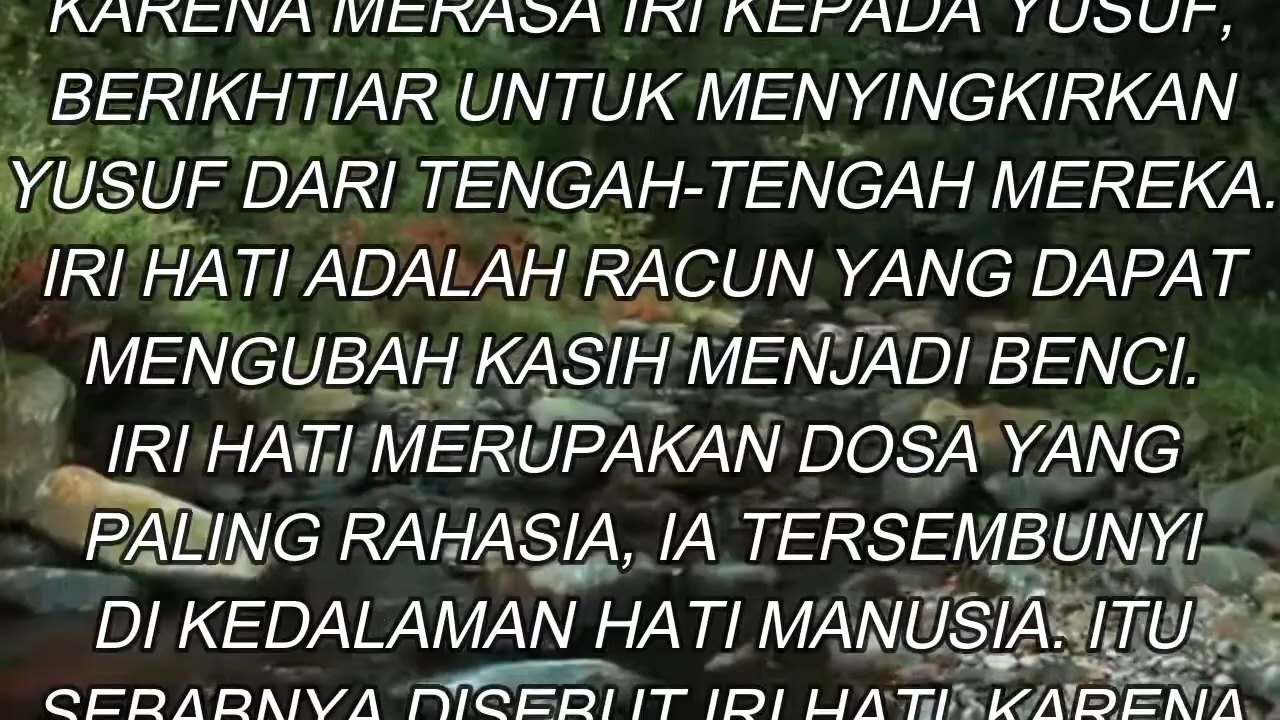 KARENA MERASA IRI KEPADA YUSUF,
BERIKHTIAR UNTUK MENYINGKIRKAN
YUSUF DARI TENGAH-TENGAH MEREKA.
IRI HATI ADALAH RACUN YANG DAPAT
MENGUBAH KASIH MENJADI BENCI.
IRI HATI MERUPAKAN DOSA YANG
PALING RAHASIA, IA TERSEMBUNYI
DI KEDALAMAN HATI MANUSIA. ITU
SEBABNYA DISEBUT IRI HATI, KARENA